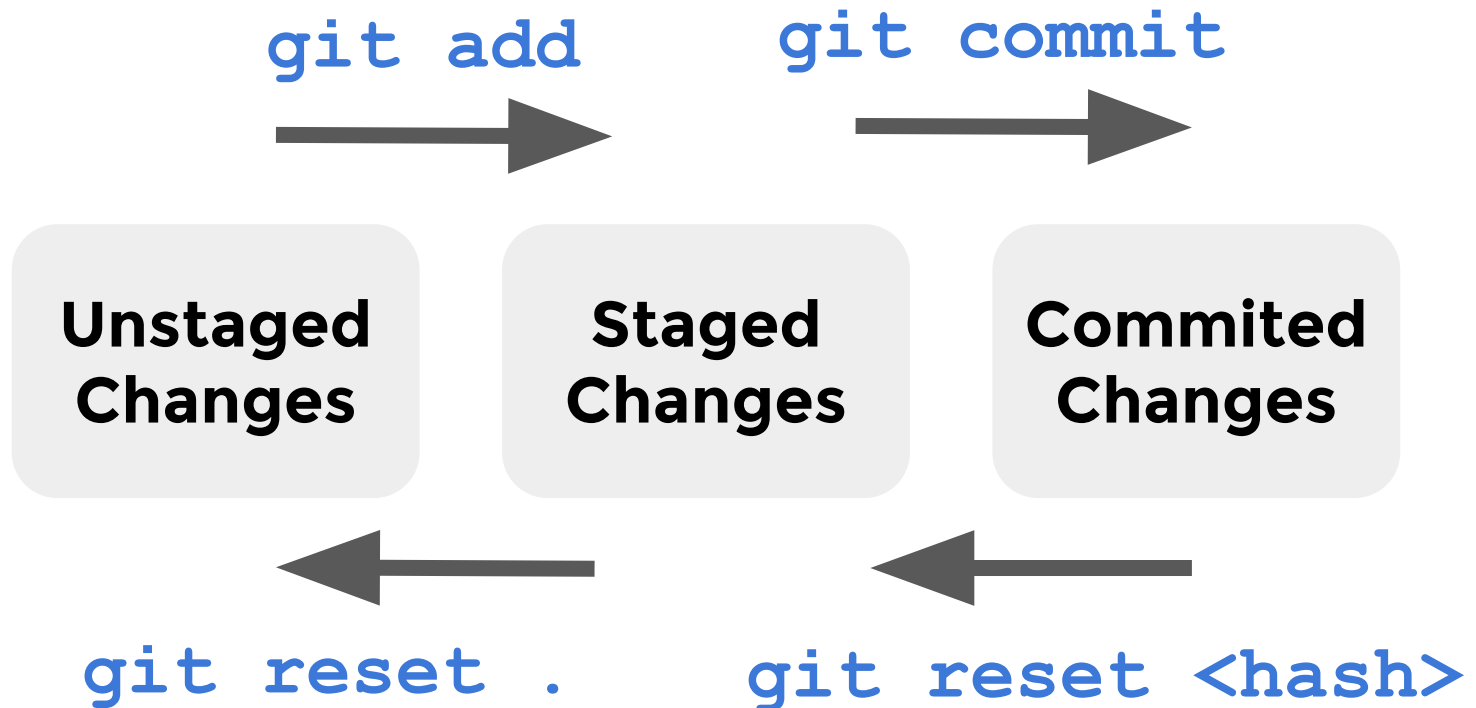 git add
git commit
Unstaged
Changes
Staged
Changes
Commited
Changes
git reset .
git reset <hash>